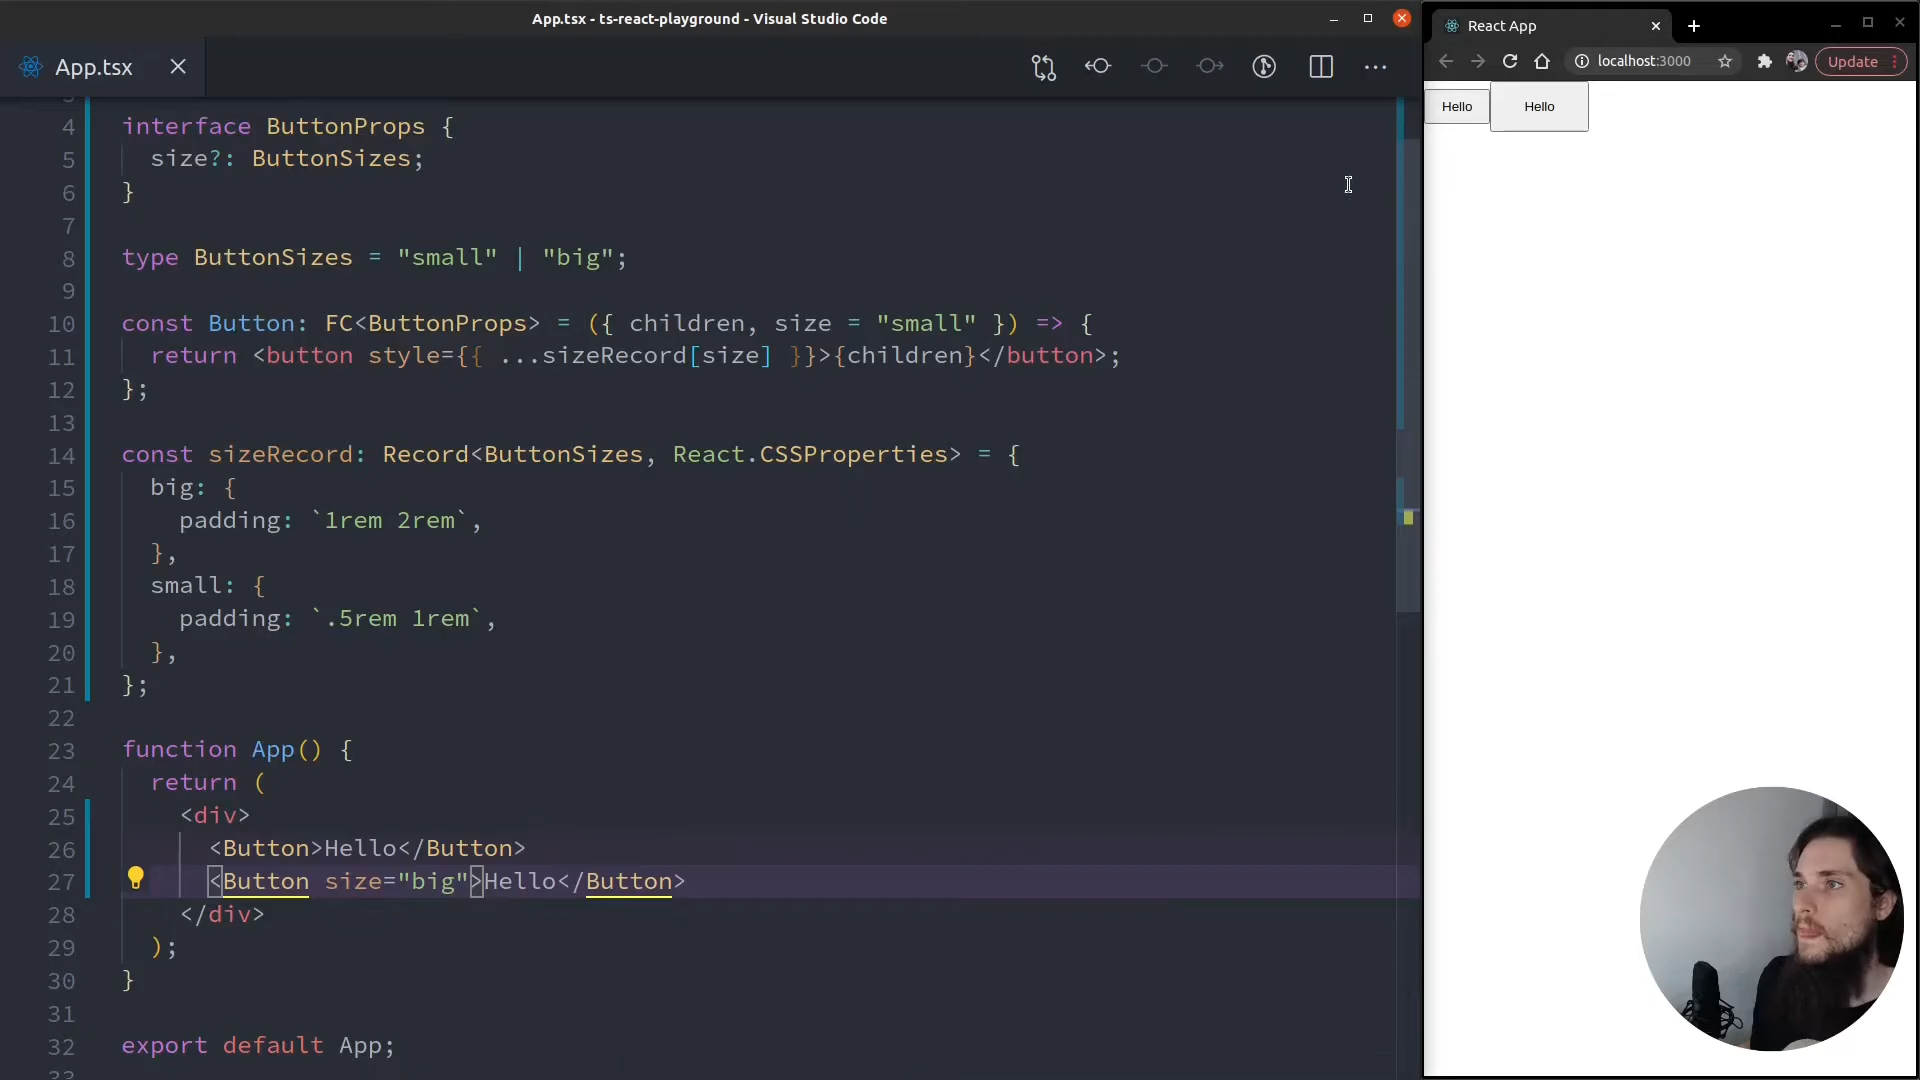 App.tsx - ts-react-playground - Visual Studio Code
App.tsx
4 interface ButtonProps {
5 size?: ButtonSizes;
6 }
7
8 type ButtonSizes = "small" | "big";
9
10 const Button: FC<ButtonProps> = ({ children, size = "small" }) => {
11 return <button style={{ ...sizeRecord[size] }}>{children}</button>;
12 };
13
14 const sizeRecord: Record<ButtonSizes, React.CSSProperties> = {
15 big: {
16 padding: `1rem 2rem`,
17 },
18 small: {
19 padding: `.5rem 1rem`,
20 },
21 };
22
23 function App() {
24 return (
25 <div>
26 <Button>Hello</Button>
27 <Button size="big">Hello</Button>
28 </div>
29 );
30 }
31
32 export default App;
React App
localhost:3000
Update
Hello Hello